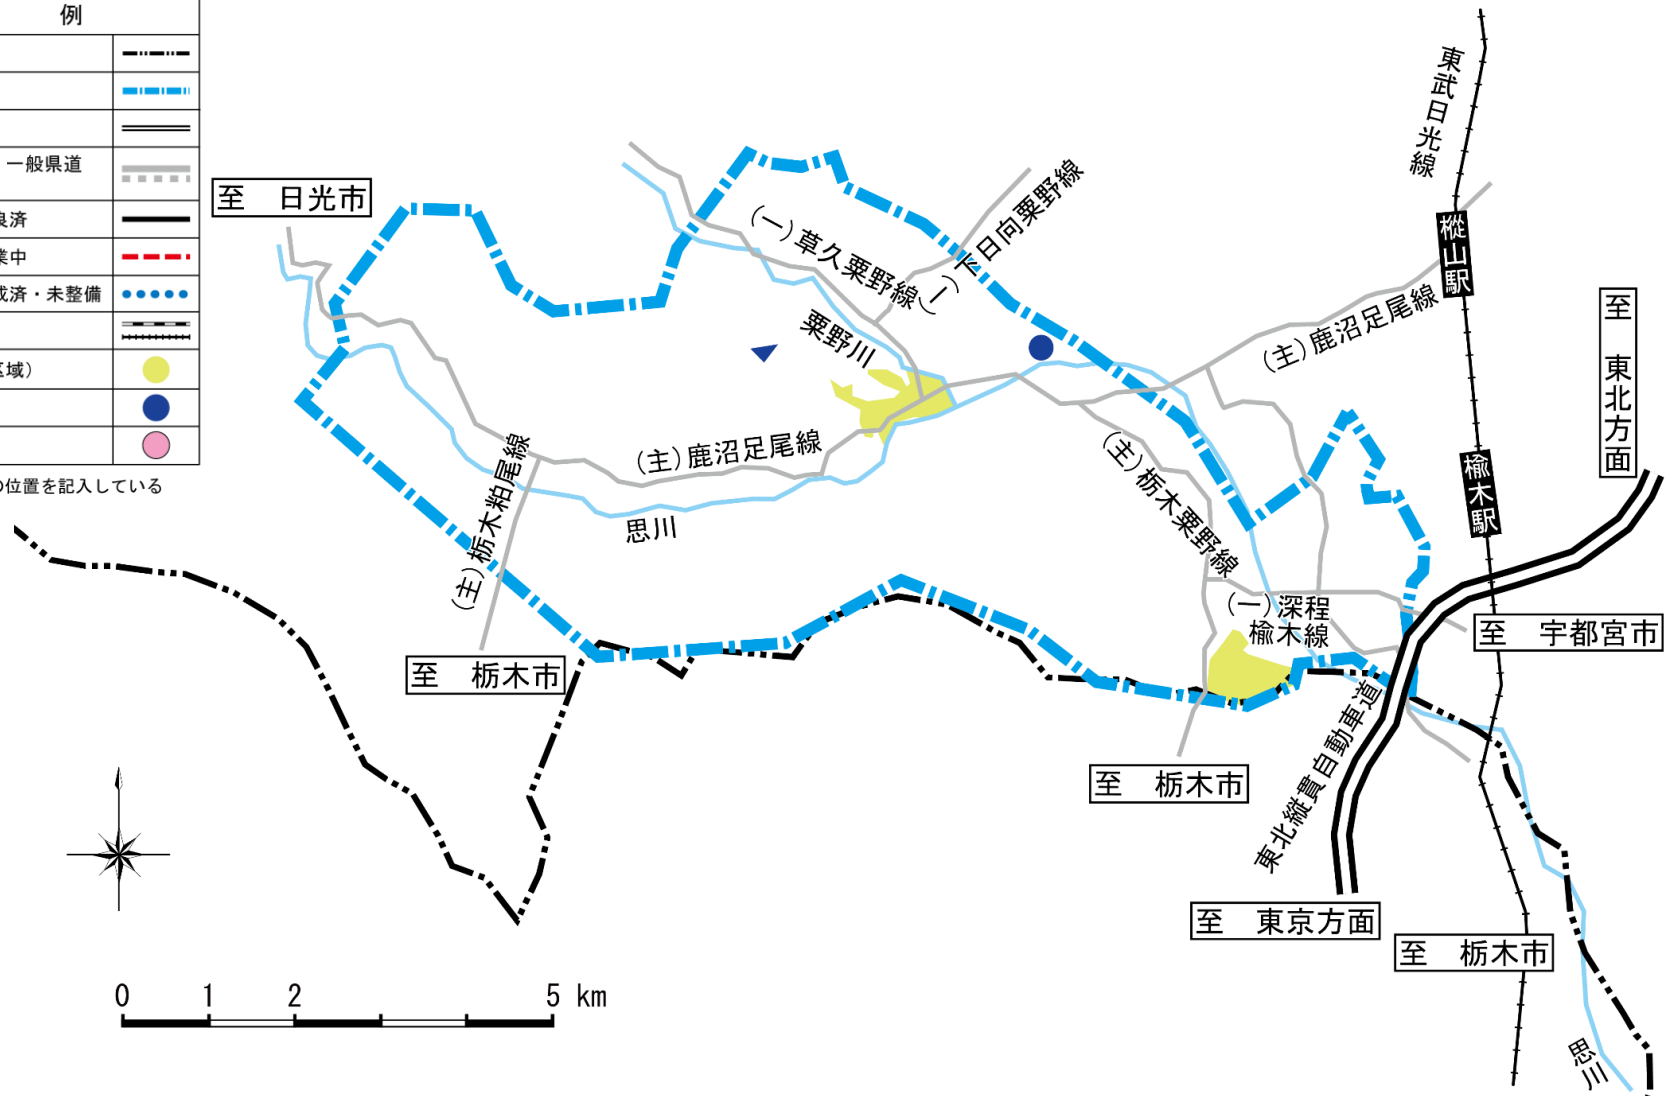 例
一般県道
良済
業中
成済・未整備
区域）
の位置を記入している
至　日光市
東武日光線
樅山駅
(一)下日向粟野線
(一)草久粟野線
粟野川
(主)鹿沼足尾線
至　東北方面
(主)鹿沼足尾線
(主)栃木粕尾線
思川
(主)栃木粟野線
楡木駅
(一)深程
楡木線
至　宇都宮市
至　栃木市
至　栃木市
東北縦貫自動車道
至　東京方面
至　栃木市
思川
0 1 2 5 km